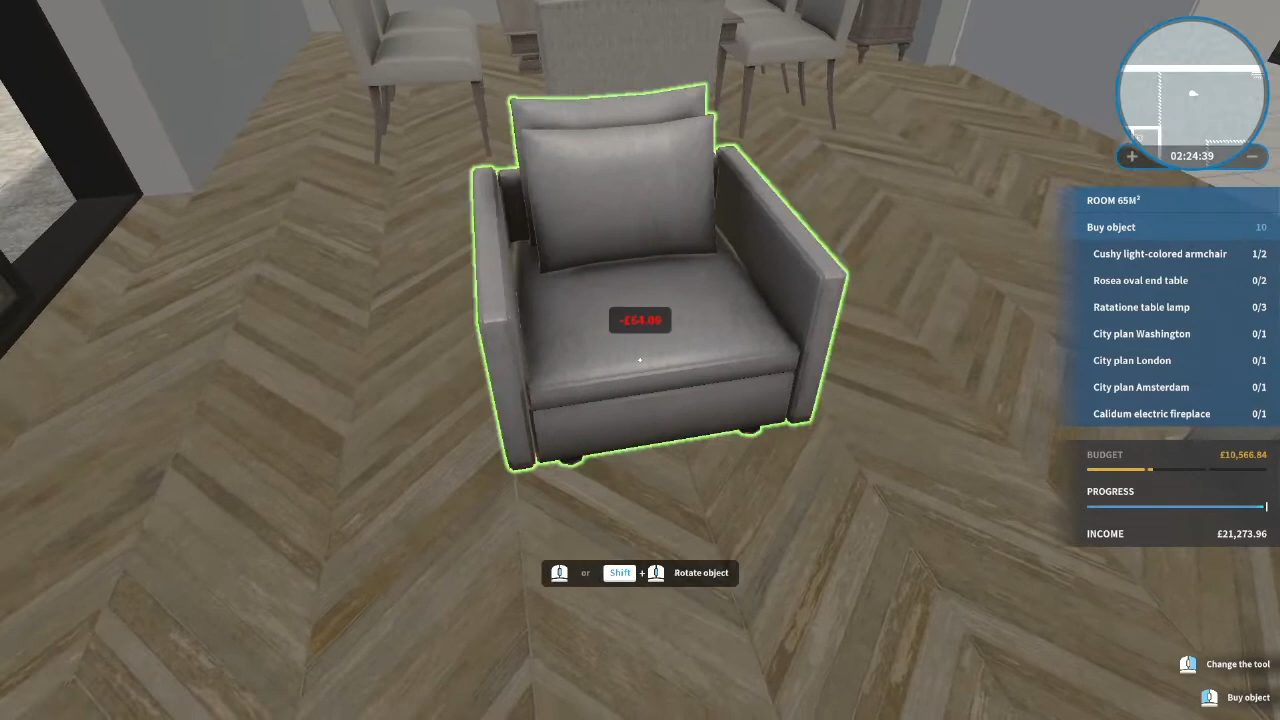 + 02:24:39 −
ROOM 65M²
Buy object 10
Cushy light-colored armchair 1/2
Rosea oval end table 0/2
Ratatione table lamp 0/3
City plan Washington 0/1
City plan London 0/1
City plan Amsterdam 0/1
Calidum electric fireplace 0/1
-£64.09
BUDGET £10,566.84
PROGRESS
INCOME £21,273.96
or Shift + Rotate object
Change the tool
Buy object